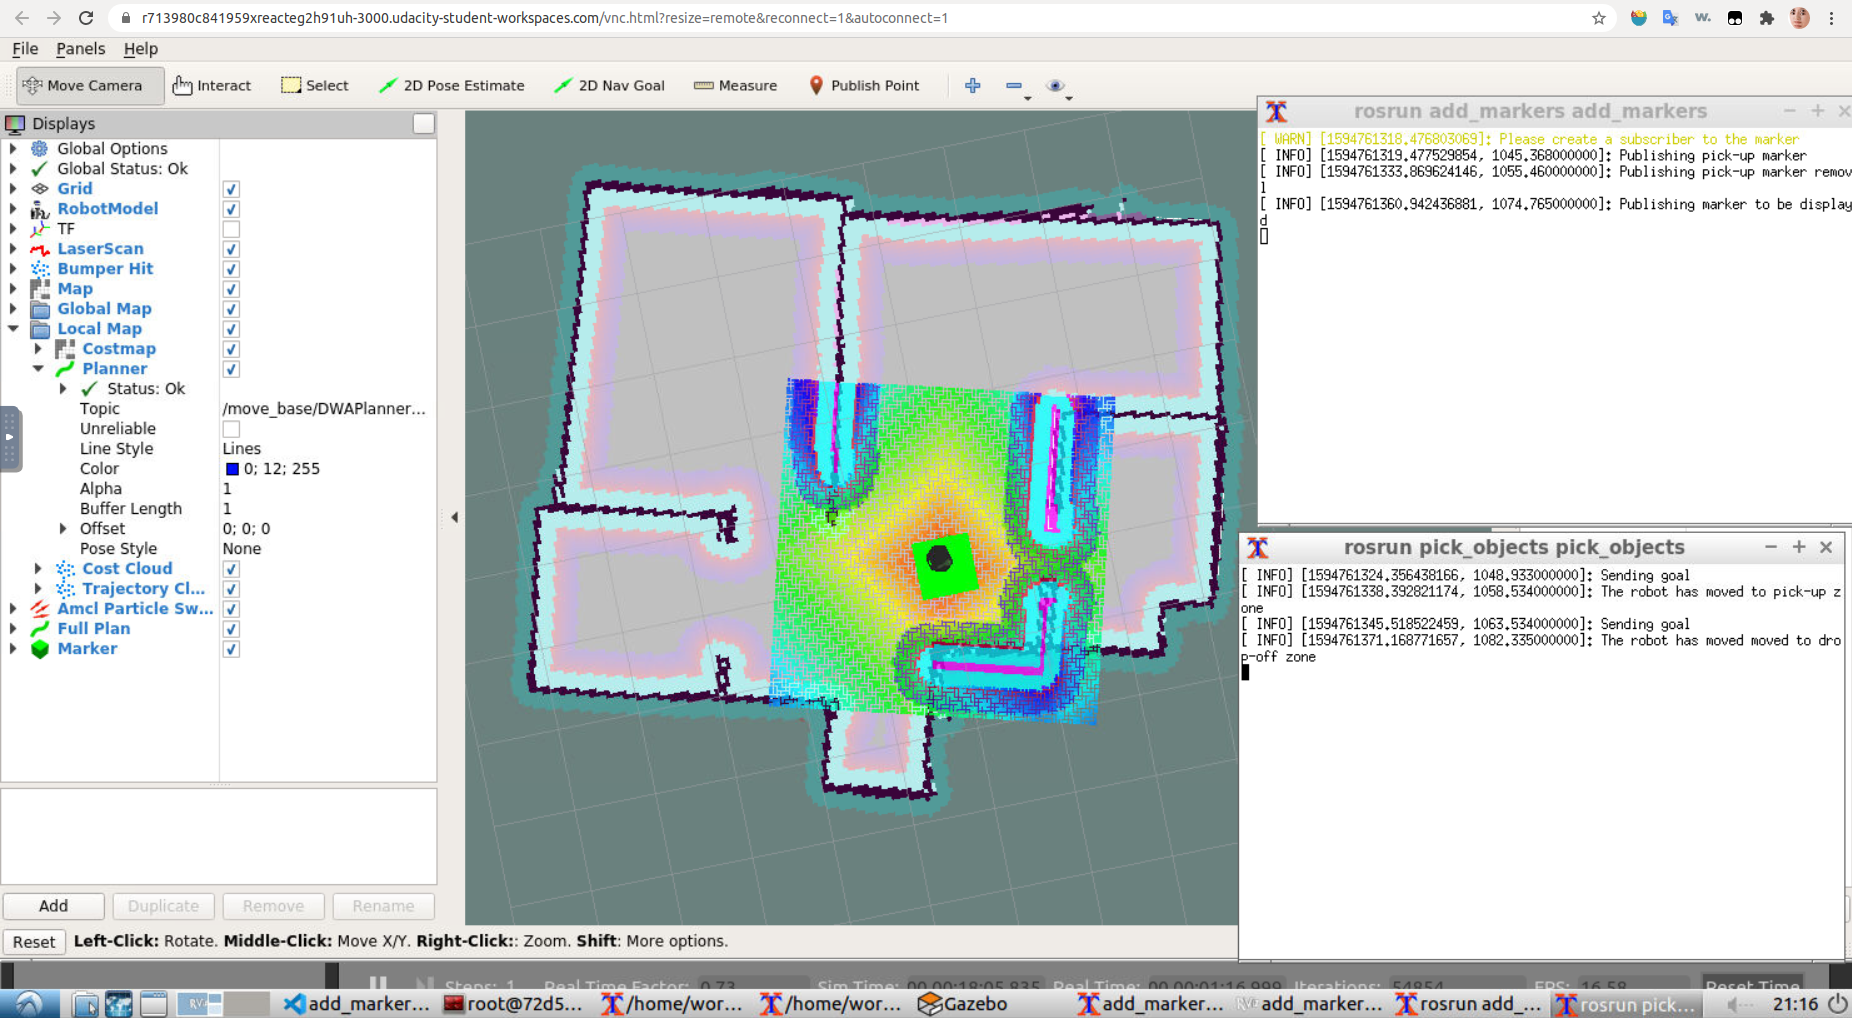 r713980c841959xreacteg2h91uh-3000.udacity-student-workspaces.com/vnc.html?resize=remote&reconnect=1&autoconnect=1
w.
File Panels Help
Move Camera Interact Select 2D Pose Estimate 2D Nav Goal Measure Publish Point
Displays
Global Options
Global Status: Ok
Grid
RobotModel
TF
LaserScan
Bumper Hit
Map
Global Map
Local Map
Costmap
Planner
Status: Ok
Topic /move_base/DWAPlanner...
Unreliable
Line Style Lines
Color 0; 12; 255
Alpha 1
Buffer Length 1
Offset 0; 0; 0
Pose Style None
Cost Cloud
Trajectory Cl...
Amcl Particle Sw...
Full Plan
Marker
Add Duplicate Remove Rename
Reset Left-Click: Rotate. Middle-Click: Move X/Y. Right-Click:: Zoom. Shift: More options.
rosrun add_markers add_markers
[ WARN] [1594761318.476803069]: Please create a subscriber to the marker
[ INFO] [1594761319.477529854, 1045.368000000]: Publishing pick-up marker
[ INFO] [1594761333.869624146, 1055.460000000]: Publishing pick-up marker remov
l
[ INFO] [1594761360.942436881, 1074.765000000]: Publishing marker to be display
d
rosrun pick_objects pick_objects
[ INFO] [1594761324.356438166, 1048.933000000]: Sending goal
[ INFO] [1594761338.392821174, 1058.534000000]: The robot has moved to pick-up z
one
[ INFO] [1594761345.518522459, 1063.534000000]: Sending goal
[ INFO] [1594761371.168771657, 1082.335000000]: The robot has moved moved to dro
p-off zone
Steps: 1 Real Time Factor: 0.73 Sim Time: 00 00:18:05.835 Real Time: 00 00:01:16.999 Iterations: 54854 FPS: 16.58 Reset Time
add_marker... root@72d5... /home/wor... /home/wor... Gazebo add_marker... add_marker... rosrun add_... rosrun pick... 21:16